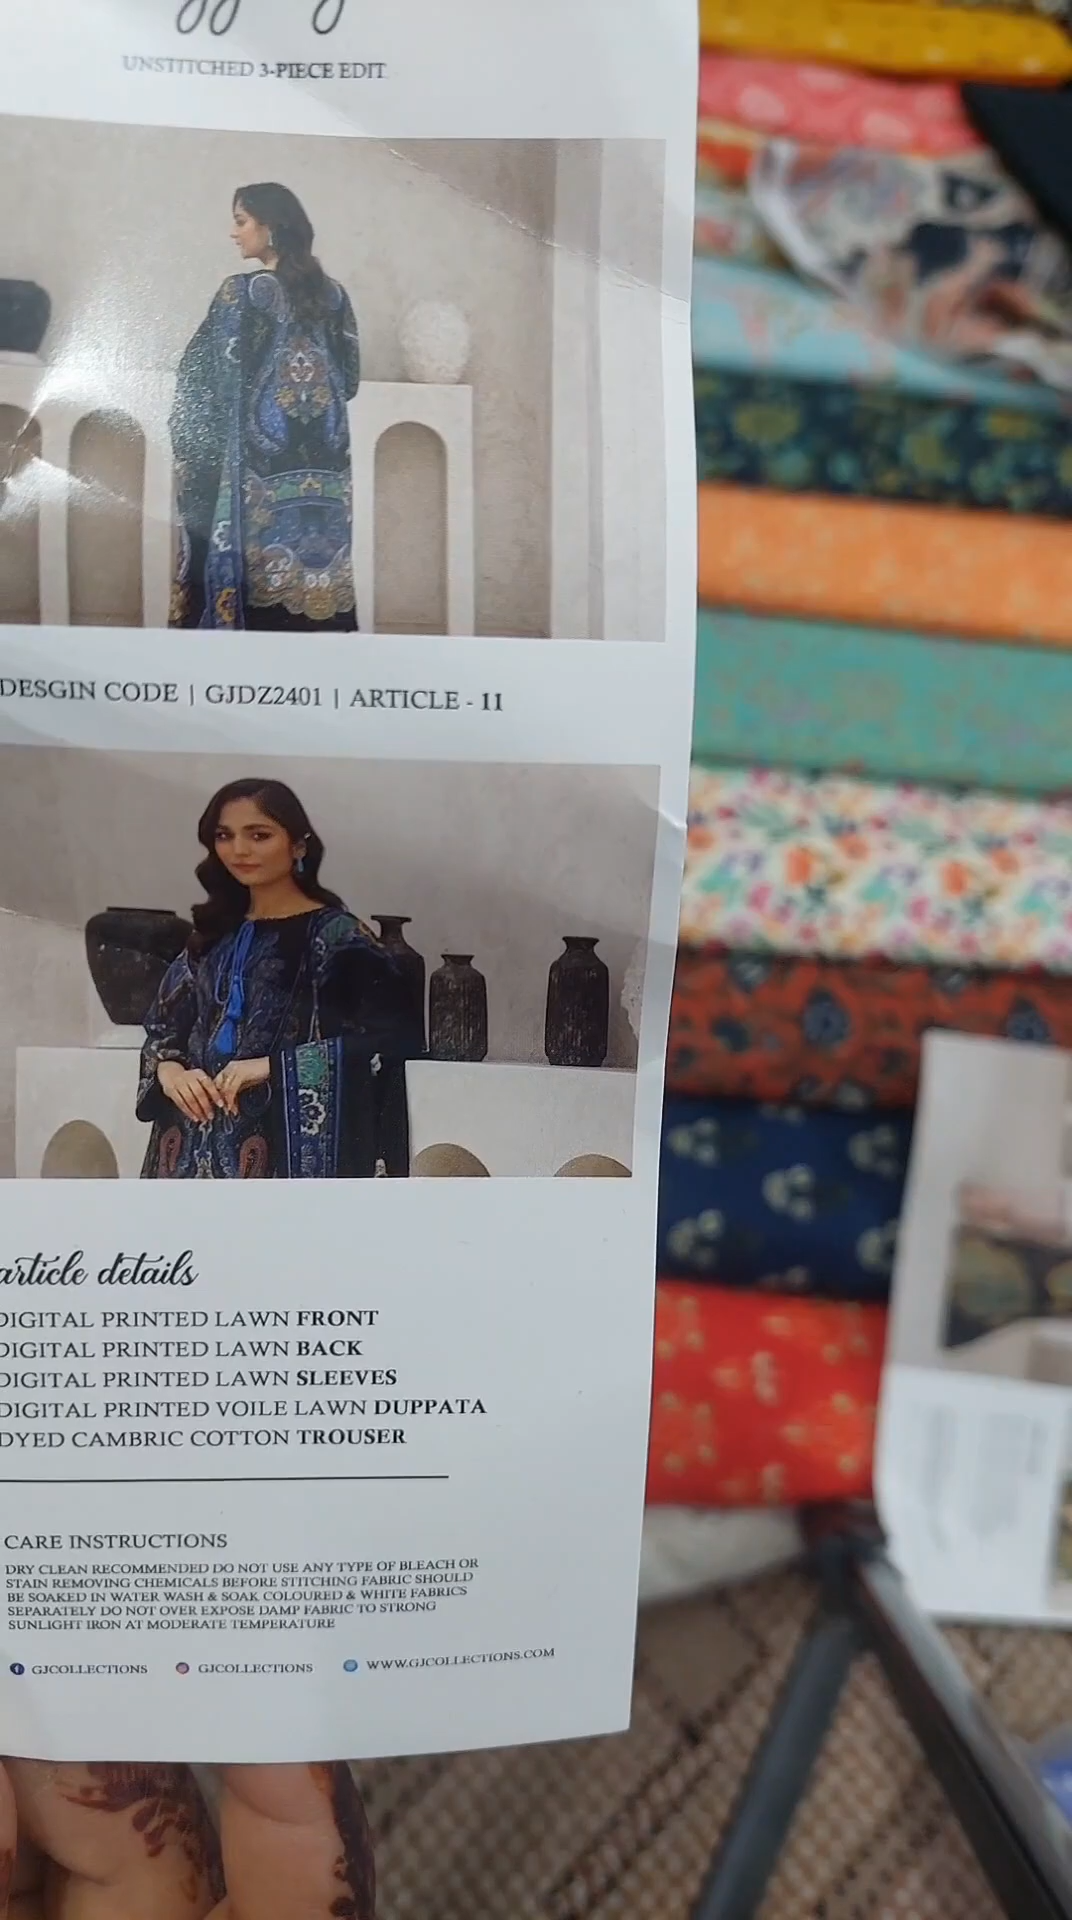 UNSTITCHED 3-PIECE EDIT
DESGIN CODE | GJDZ2401 | ARTICLE - 11
article details
DIGITAL PRINTED LAWN FRONT
DIGITAL PRINTED LAWN BACK
DIGITAL PRINTED LAWN SLEEVES
DIGITAL PRINTED VOILE LAWN DUPPATA
DYED CAMBRIC COTTON TROUSER
CARE INSTRUCTIONS
DRY CLEAN RECOMMENDED DO NOT USE ANY TYPE OF BLEACH OR
STAIN REMOVING CHEMICALS BEFORE STITCHING FABRIC SHOULD
BE SOAKED IN WATER WASH & SOAK COLOURED & WHITE FABRICS
SEPARATELY DO NOT OVER EXPOSE DAMP FABRIC TO STRONG
SUNLIGHT IRON AT MODERATE TEMPERATURE
GJCOLLECTIONS GJCOLLECTIONS WWW.GJCOLLECTIONS.COM